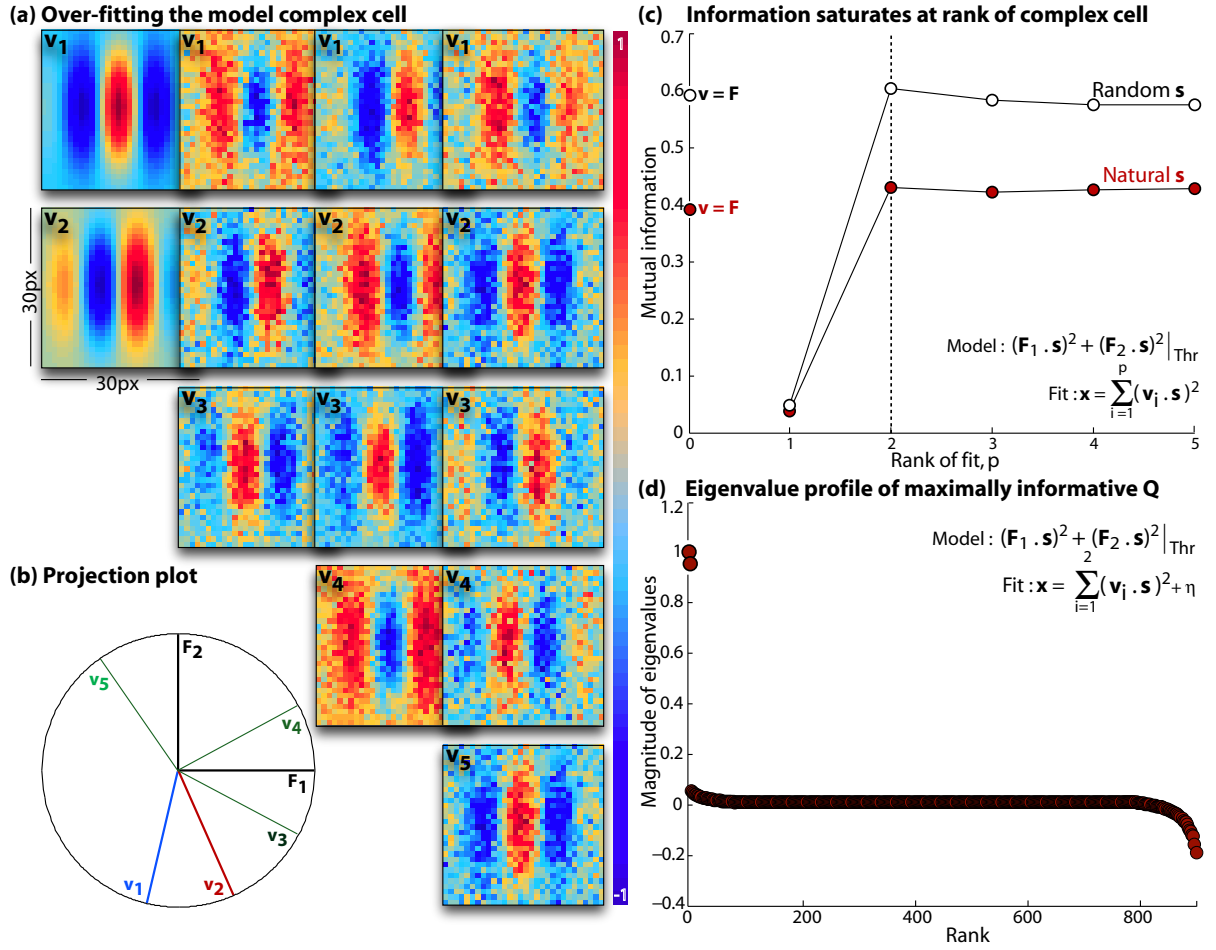 (a) Over-fitting the model complex cell
v1 v1 v1 v1
v2 v2 v2 v2
30px
30px
v3 v3 v3
v4 v4
v5
1
-1
(b) Projection plot
F2
F1
v5
v4
v3
v1
v2
(c) Information saturates at rank of complex cell
0.7
0.6
0.5
0.4
0.3
0.2
0.1
0
Mutual information
v = F
v = F
Random s
Natural s
Model : (F1 . s)² + (F2 . s)²|Thr
Fit : x = ∑ᵖᵢ₌₁(vi . s)²
0 1 2 3 4 5
Rank of fit, p
(d) Eigenvalue profile of maximally informative Q
1.2
1
0.8
0.6
0.4
0.2
0
−0.2
−0.4
Magnitude of eigenvalues
Model : (F1 . s)² + (F2 . s)²|Thr
Fit : x = ∑²ᵢ₌₁(vi . s)² + η
0 200 400 600 800
Rank